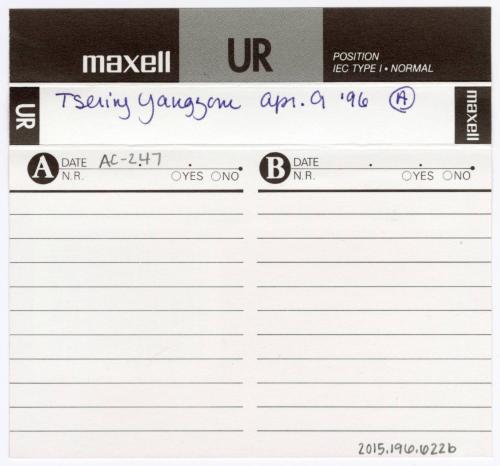 maxell UR POSITION
IEC TYPE I • NORMAL
UR Tsering Yangzom Apr. 9 '96 Ⓐ maxell
A DATE AC-247
N.R. ○YES ○NO
B DATE
N.R. ○YES ○NO
2015.196.622b